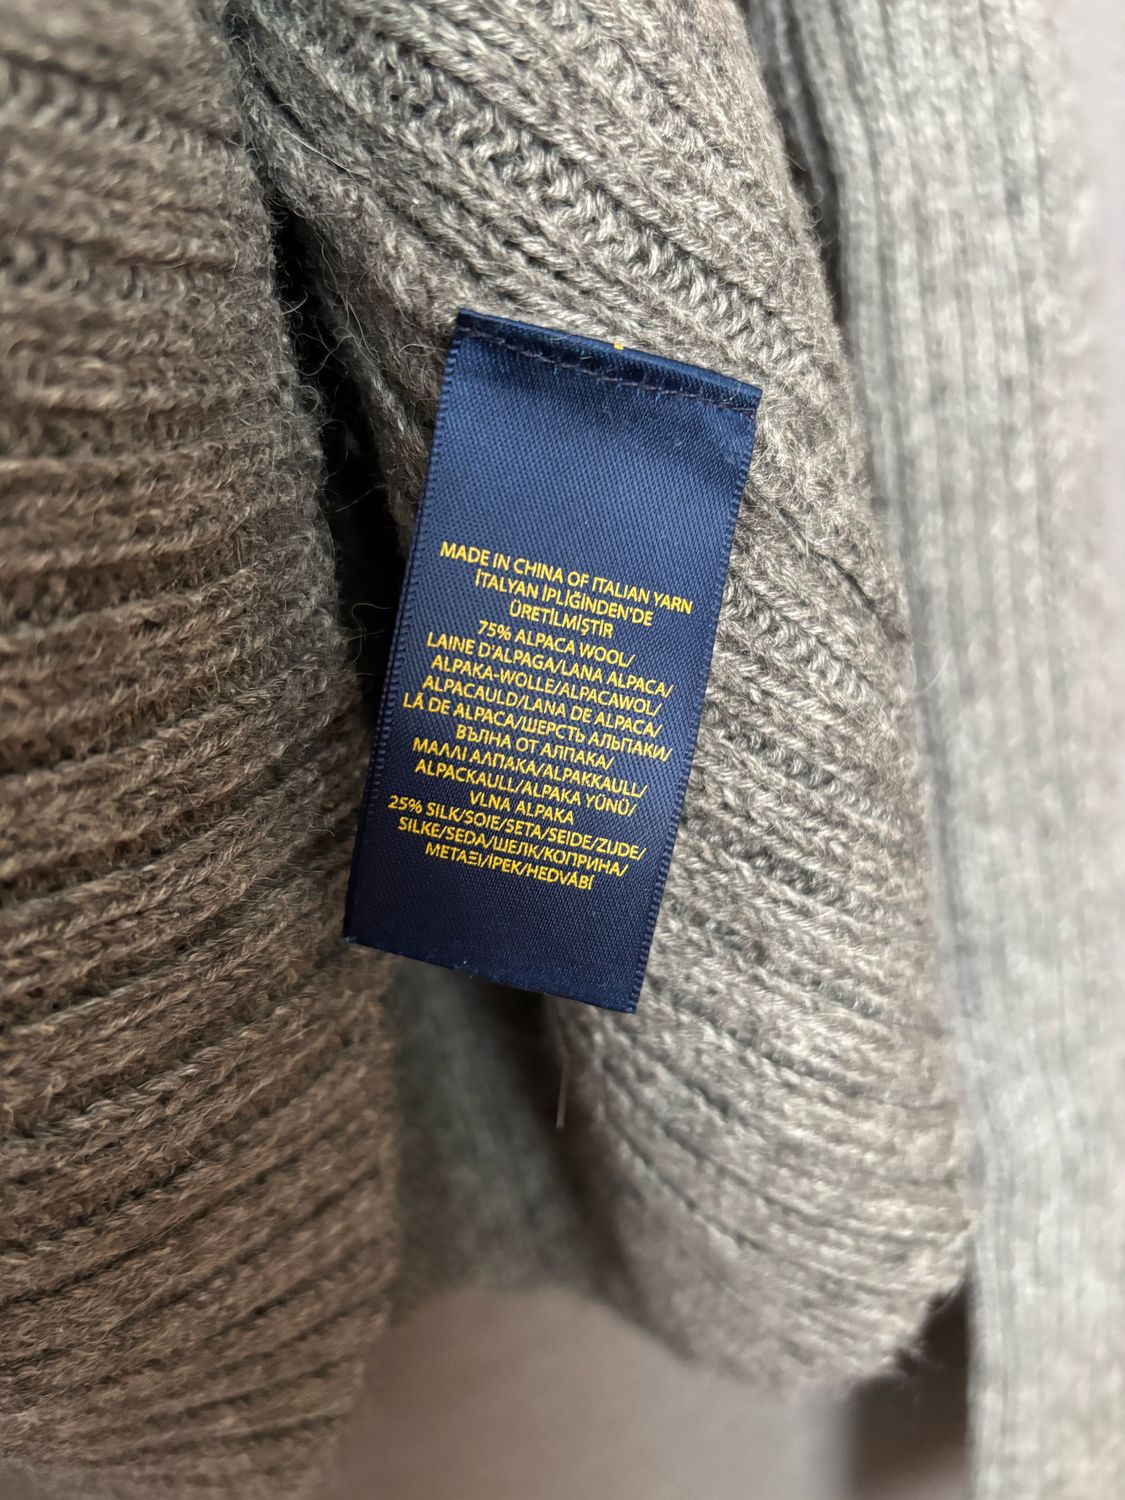 MADE IN CHINA OF ITALIAN YARN
İTALYAN İPLİĞİNDEN'DE
ÜRETİLMİŞTİR
75% ALPACA WOOL/
LAINE D'ALPAGA/LANA ALPACA/
ALPAKA-WOLLE/ALPACAWOL/
ALPACAULD/LANA DE ALPACA/
LÃ DE ALPACA/ШЕРСТЬ АЛЬПАКИ/
ВЪЛНА ОТ АЛПАКА/
ΜΑΛΛΙ ΑΛΠΑΚΑ/ALPAKKAULL/
ALPACKAULL/ALPAKA YÜNÜ/
VLNA ALPAKA
25% SILK/SOIE/SETA/SEIDE/ZIJDE/
SILKE/SEDA/ШЕЛК/КОПРИНА/
ΜΕΤΑΞΙ/İPEK/HEDVÁBÍ